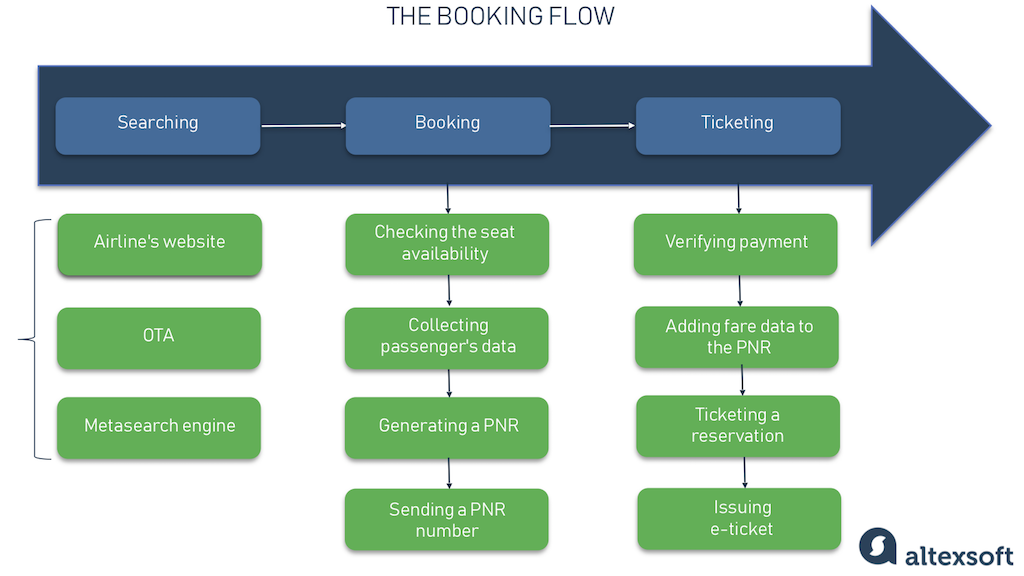 THE BOOKING FLOW
Searching
Booking
Ticketing
Airline's website
OTA
Metasearch engine
Checking the seat
availability
Collecting
passenger's data
Generating a PNR
Sending a PNR
number
Verifying payment
Adding fare data to
the PNR
Ticketing a
reservation
Issuing
e-ticket
altexsoft